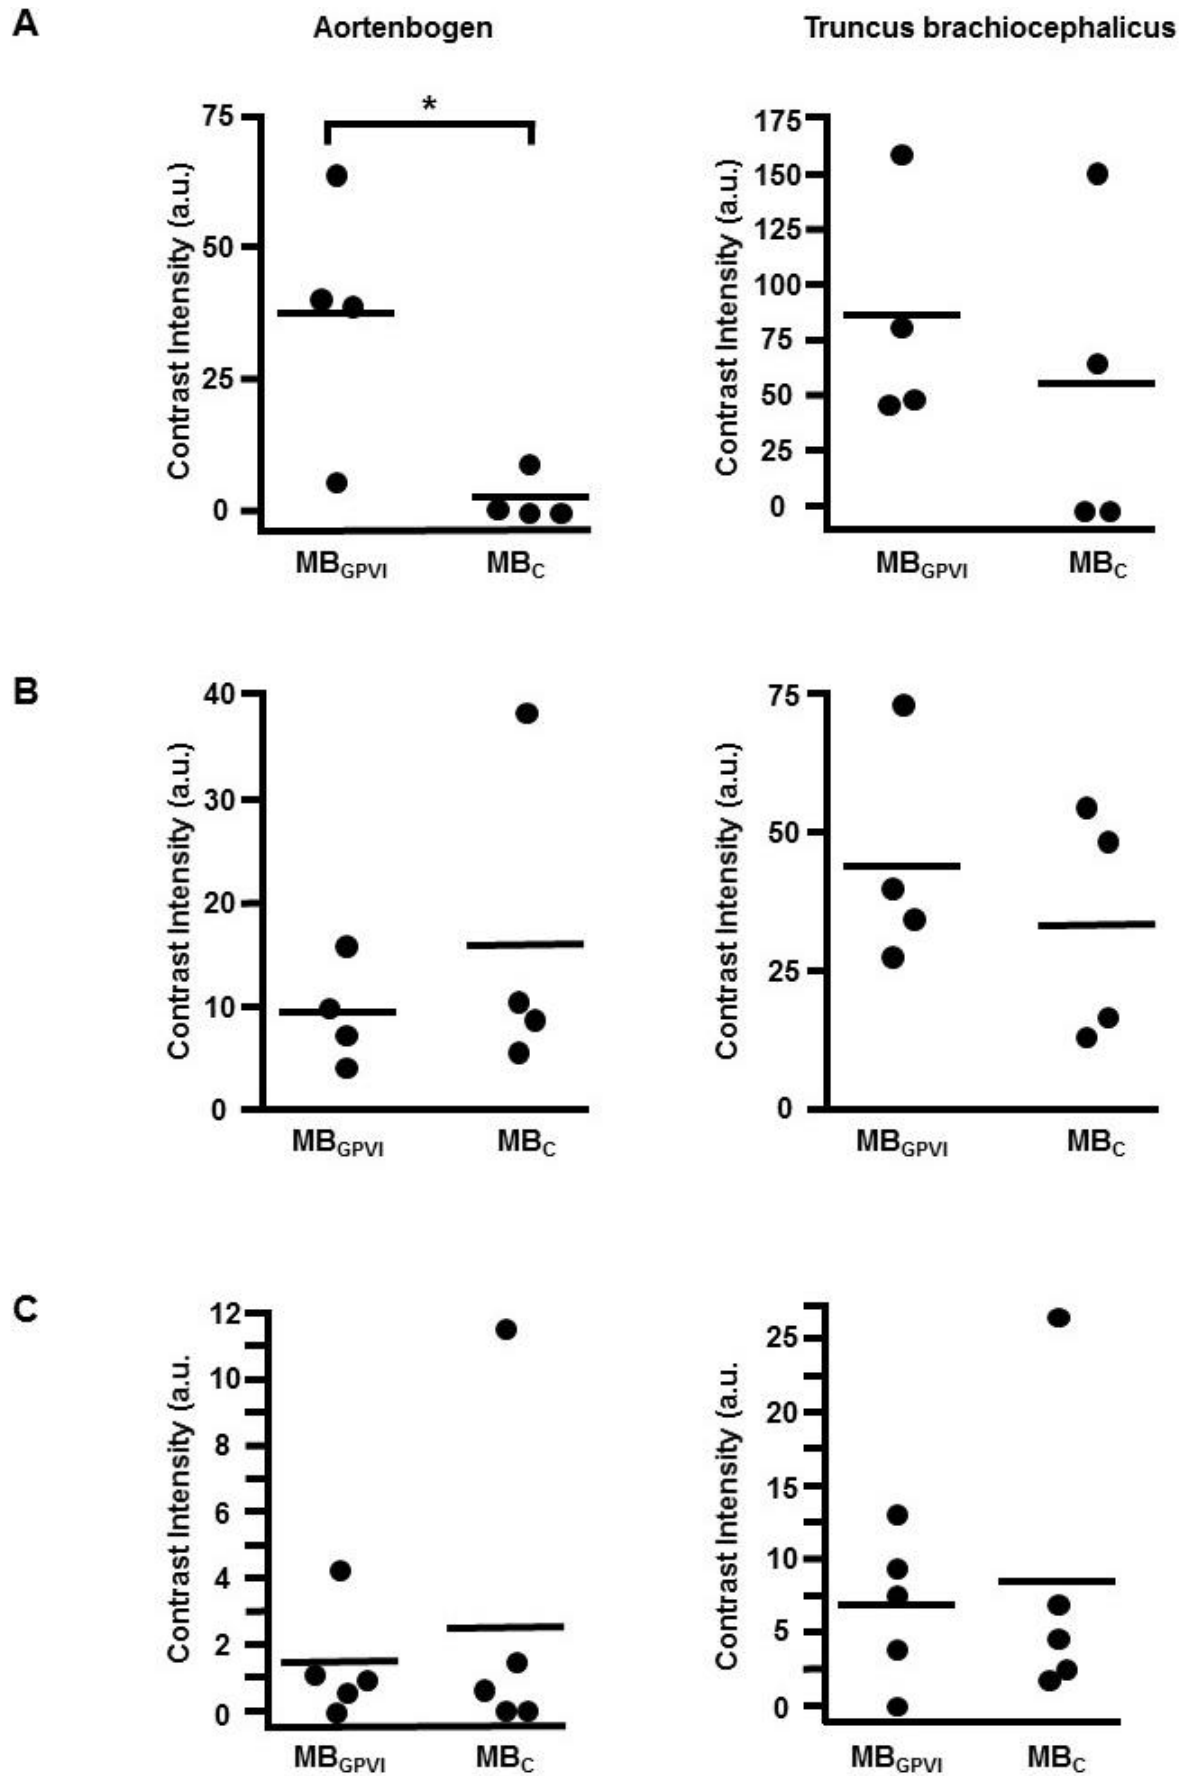 A
Aortenbogen
Truncus brachiocephalicus
Contrast Intensity (a.u.)
75
50
25
0
*
MBGPVI
MBC
Contrast Intensity (a.u.)
175
150
125
100
75
50
25
0
MBGPVI
MBC
B
Contrast Intensity (a.u.)
40
30
20
10
0
MBGPVI
MBC
Contrast Intensity (a.u.)
75
50
25
0
MBGPVI
MBC
C
Contrast Intensity (a.u.
12
10
8
6
4
2
0
MBGPVI
MBC
Contrast Intensity (a.u.
25
20
15
10
5
0
MBGPVI
MBC